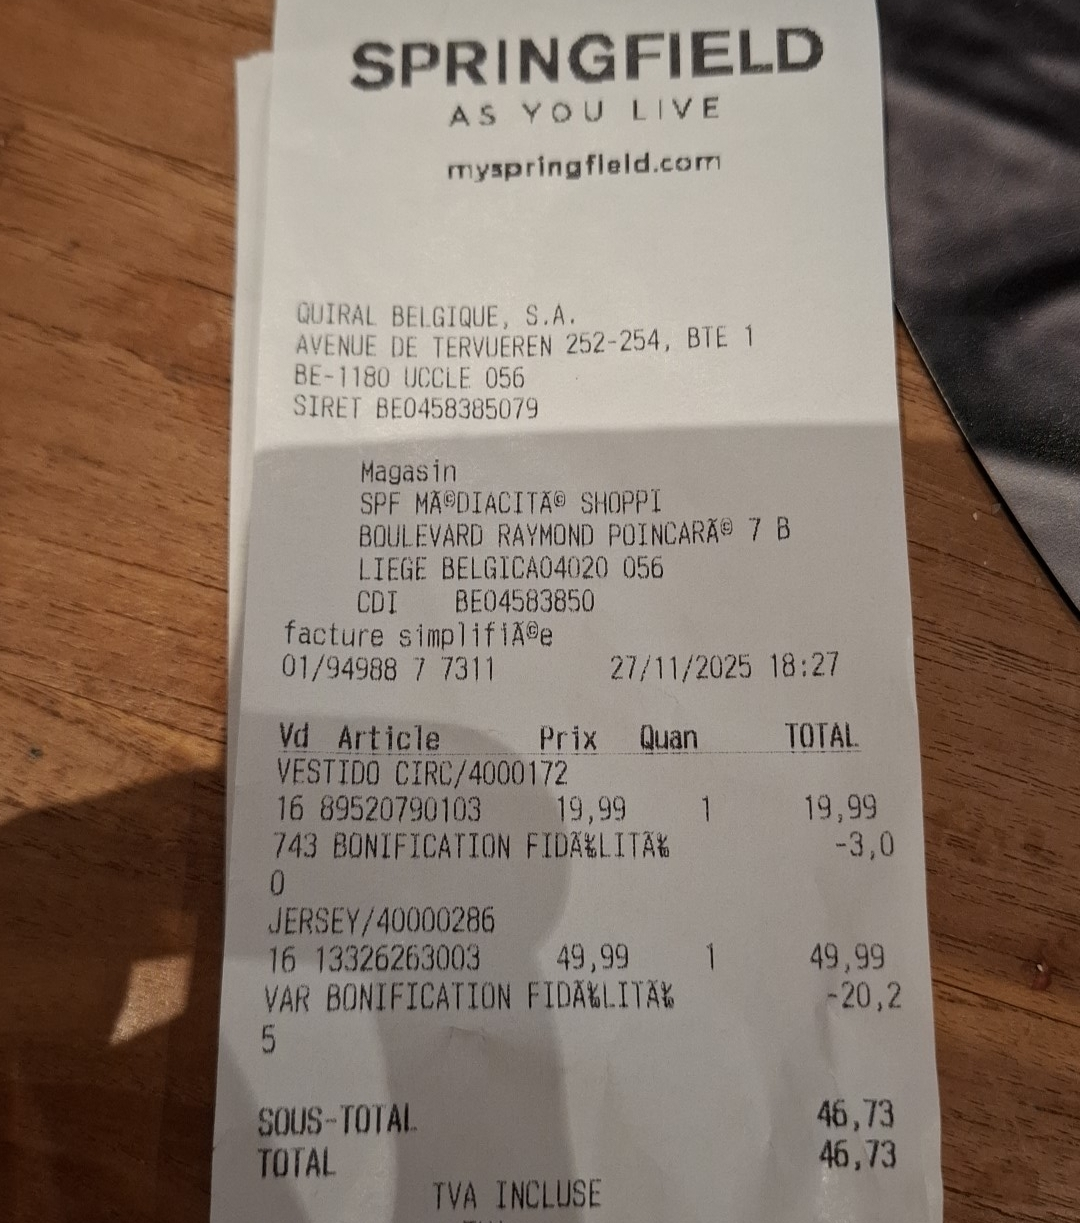 SPRINGFIELD
AS YOU LIVE
myspringfield.com
QUIRAL BELGIQUE, S.A.
AVENUE DE TERVUEREN 252-254, BTE 1
BE-1180 UCCLE 056
SIRET BE0458385079
Magasin
SPF MÃ©DIACITÃ© SHOPPI
BOULEVARD RAYMOND POINCARÃ© 7 B
LIEGE BELGICA04020 056
CDI BE04583850
facture simplifiÃ©e
01/94988 7 7311 27/11/2025 18:27
Vd Article Prix Quan TOTAL
VESTIDO CIRC/4000172
16 89520790103 19,99 1 19,99
743 BONIFICATION FIDÃ‰LITÃ‰ -3,0
0
JERSEY/40000286
16 13326263003 49,99 1 49,99
VAR BONIFICATION FIDÃ‰LITÃ‰ -20,2
5
SOUS-TOTAL 46,73
TOTAL 46,73
TVA INCLUSE